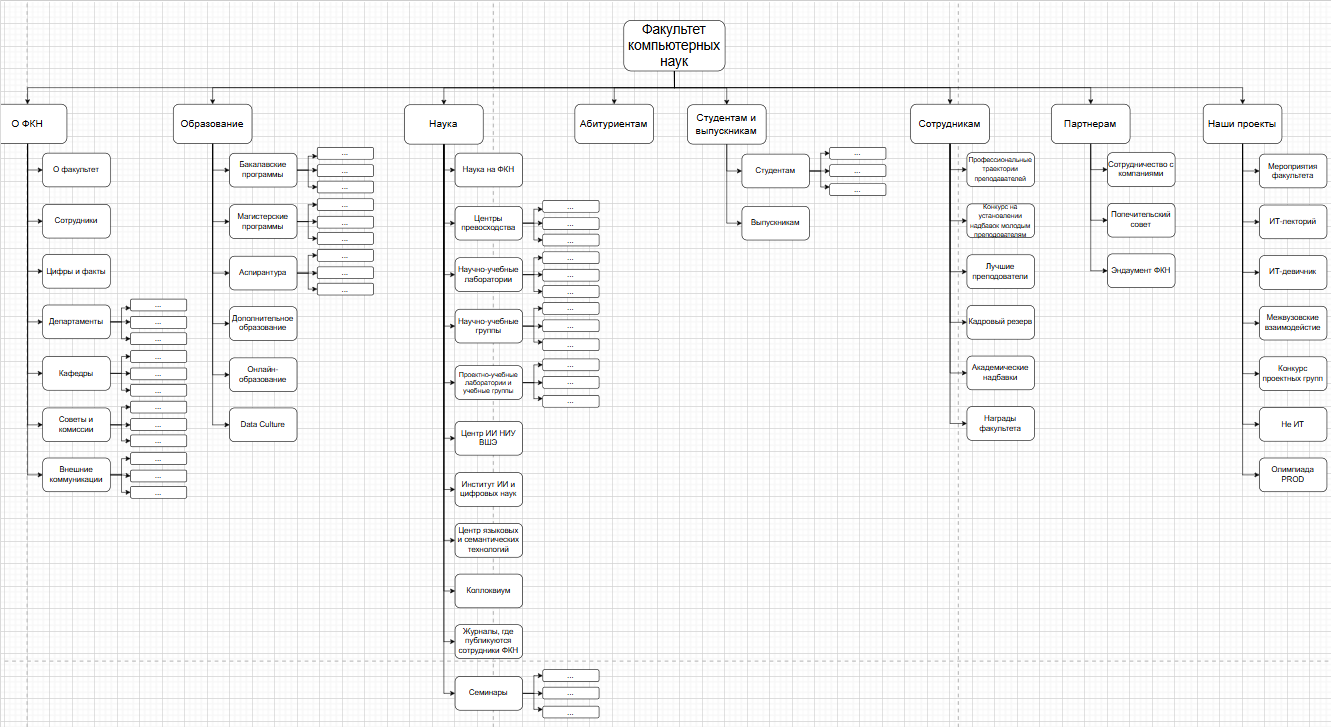 Факультет
компьютерных
наук
О ФКН
О факультет
Сотрудники
Цифры и факты
Департаменты
...
...
...
Кафедры
...
...
...
Советы и
комиссии
...
...
...
Внешние
коммуникации
...
...
...
Образование
Бакалавские
программы
...
...
...
Магистерские
программы
...
...
...
Аспирантура
...
...
...
Дополнительное
образование
Онлайн-
образование
Data Culture
Наука
Наука на ФКН
Центры
превосходства
...
...
...
Научно-учебные
лаборатории
...
...
...
Научно-учебные
группы
...
...
...
Проектно-учебные
лаборатории и
учебные группы
...
...
...
Центр ИИ НИУ
ВШЭ
Институт ИИ и
цифровых наук
Центр языковых
и семантических
технологий
Коллоквиум
Журналы, где
публикуются
сотрудники ФКН
Семинары
...
...
...
Абитуриентам
Студентам и
выпускникам
Студентам
...
...
...
Выпускникам
Сотрудникам
Профессиональные
траектории
преподавателей
Конкурс на
установлении
надбавок молодым
преподователям
Лучшие
преподователи
Кадровый резерв
Академические
надбавки
Награды
факультета
Партнерам
Сотрудничество с
компаниями
Попечительский
совет
Эндаумент ФКН
Наши проекты
Мероприятия
факультета
ИТ-лекторий
ИТ-девичник
Межвузовские
взаимодейстие
Конкурс
проектных групп
Не ИТ
Олимпиада
PROD